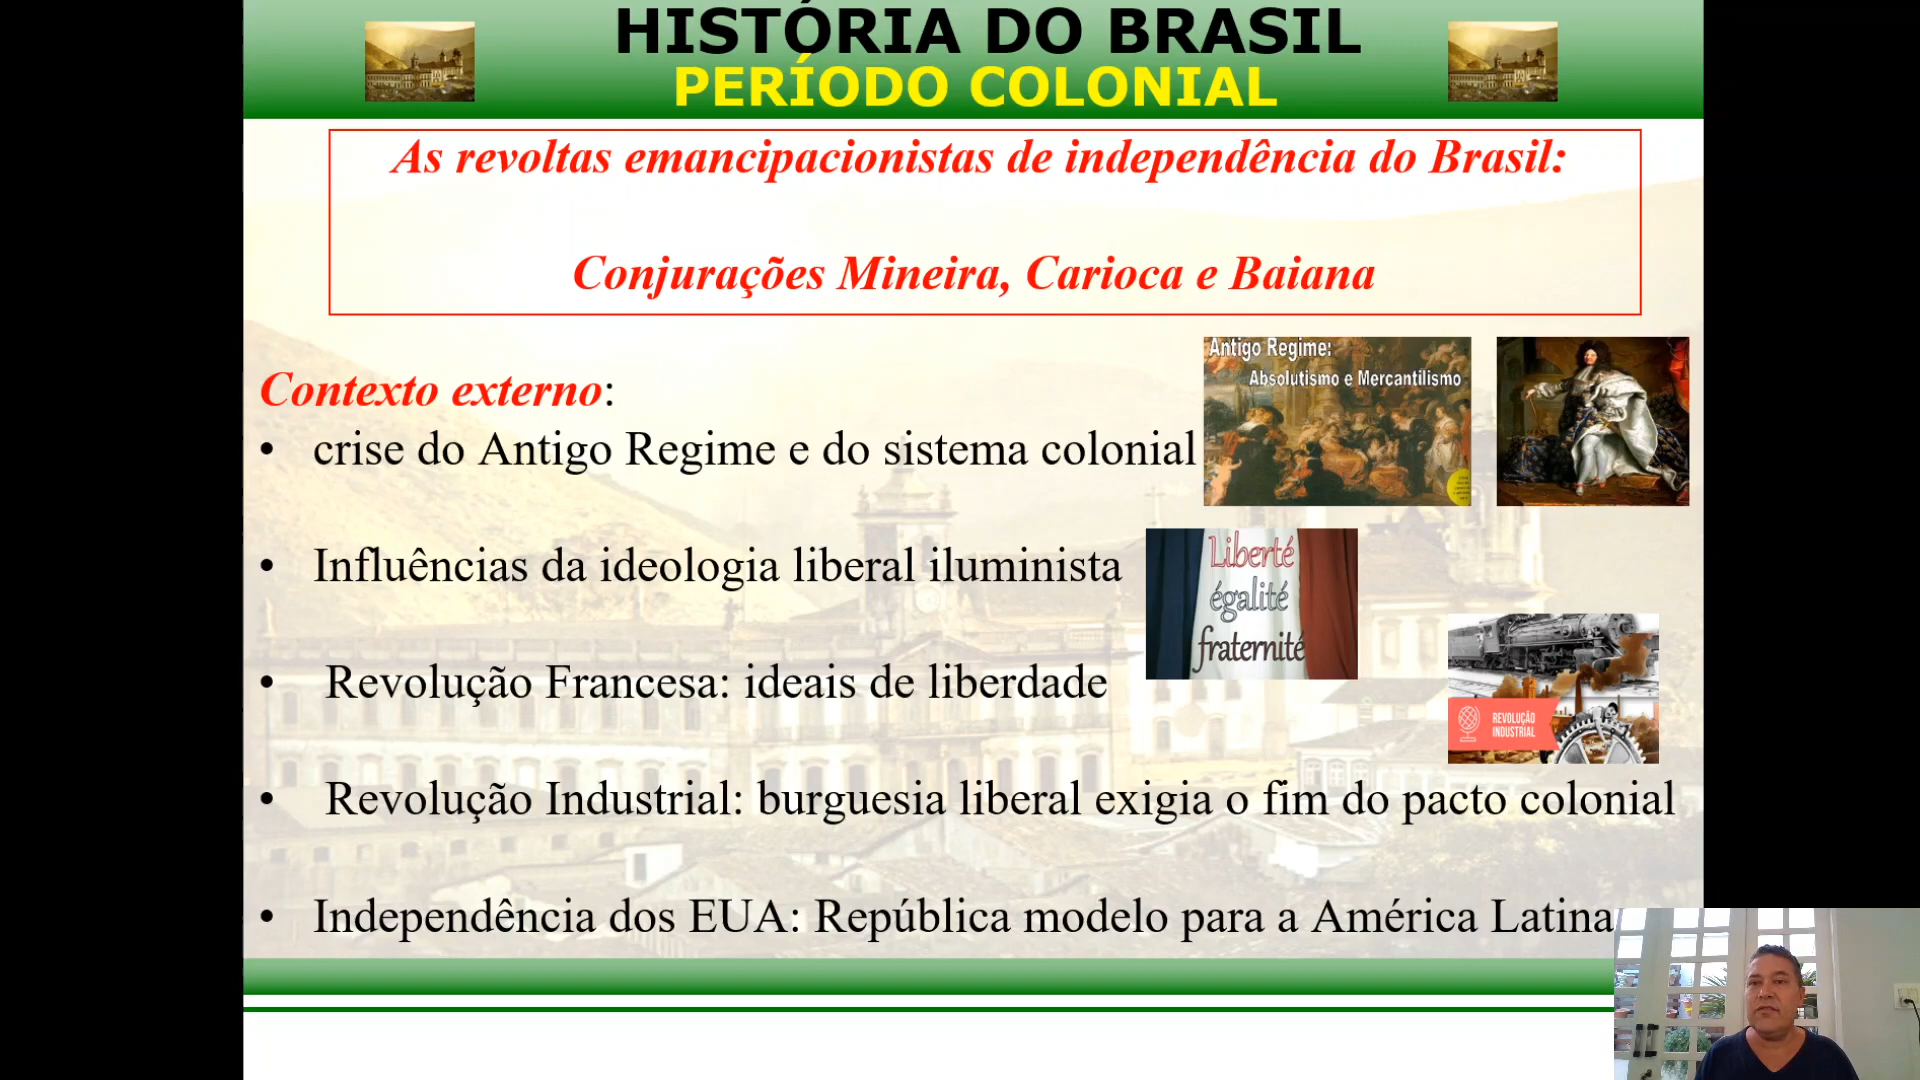 HISTÓRIA DO BRASIL
PERÍODO COLONIAL
As revoltas emancipacionistas de independência do Brasil:
Conjurações Mineira, Carioca e Baiana
Antigo Regime:
Absolutismo e Mercantilismo
Contexto externo:
• crise do Antigo Regime e do sistema colonial
• Influências da ideologia liberal iluminista
Liberté
égalité
fraternité
• Revolução Francesa: ideais de liberdade
REVOLUÇÃO
INDUSTRIAL
• Revolução Industrial: burguesia liberal exigia o fim do pacto colonial
• Independência dos EUA: República modelo para a América Latina